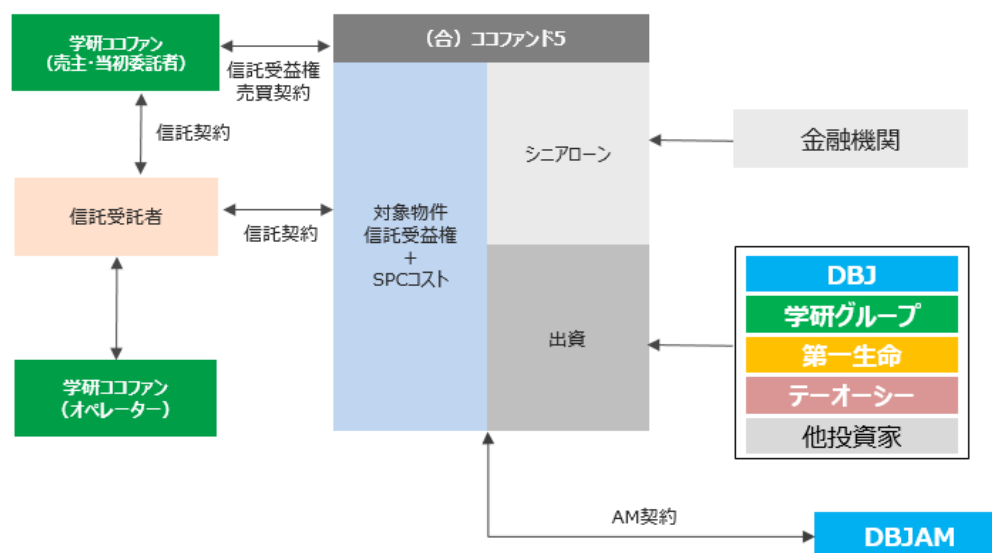 学研ココファン
（売主・当初委託者）
信託受益権
売買契約
（合）ココファンド5
信託契約
シニアローン
金融機関
信託受託者
信託契約
対象物件
信託受益権
+
SPCコスト
出資
DBJ
学研グループ
第一生命
テーオーシー
他投資家
学研ココファン
（オペレーター）
AM契約
DBJAM